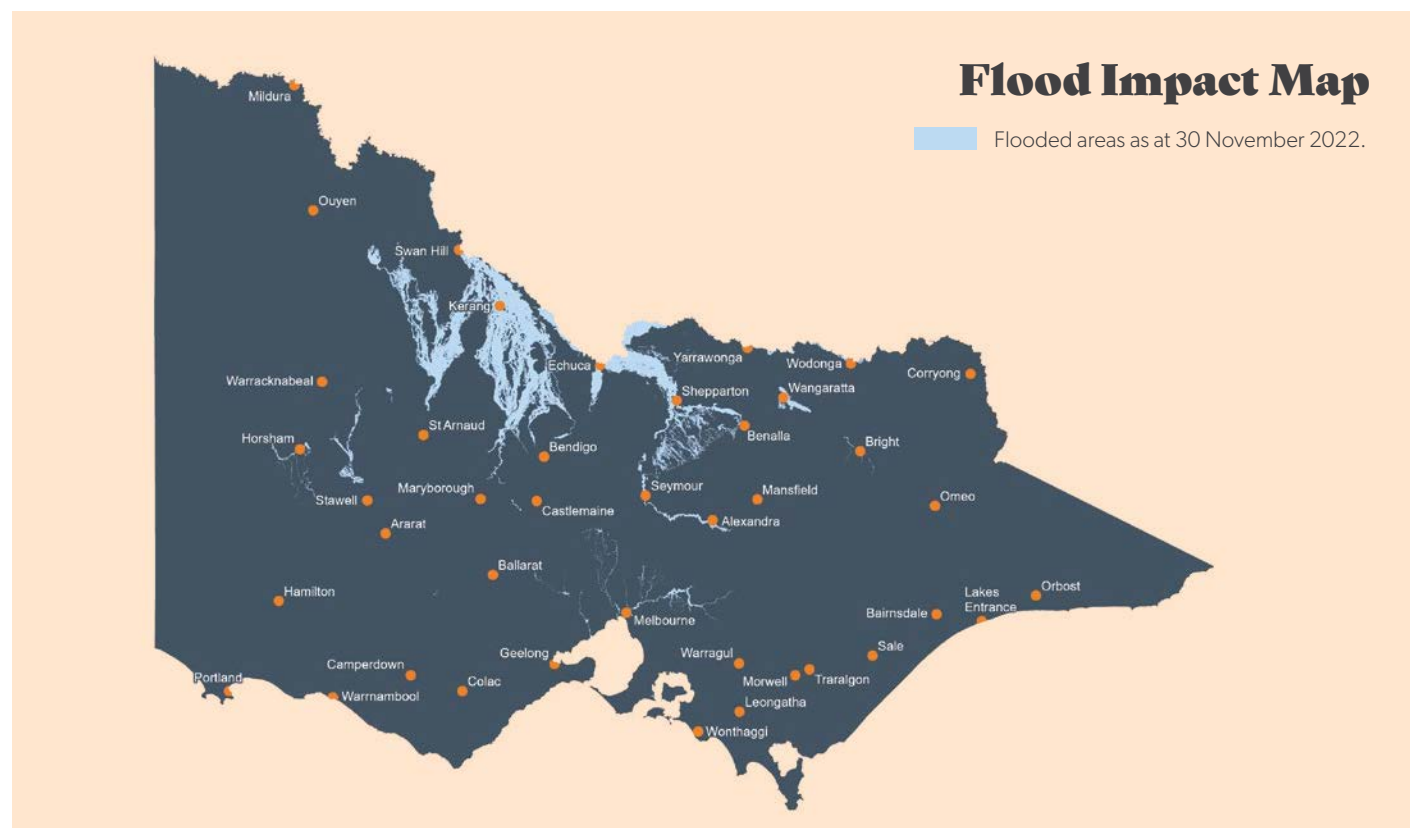 Flood Impact Map
Flooded areas as at 30 November 2022.
Mildura
Ouyen
Swan Hill
Kerang
Echuca
Yarrawonga
Wodonga
Corryong
Warracknabeal
Shepparton
Wangaratta
St Arnaud
Horsham
Benalla
Bright
Bendigo
Stawell
Maryborough
Castlemaine
Seymour
Mansfield
Omeo
Ararat
Alexandra
Ballarat
Hamilton
Melbourne
Bairnsdale
Lakes
Entrance
Orbost
Geelong
Warragul
Sale
Camperdown
Colac
Morwell
Traralgon
Portland
Warrnambool
Leongatha
Wonthaggi